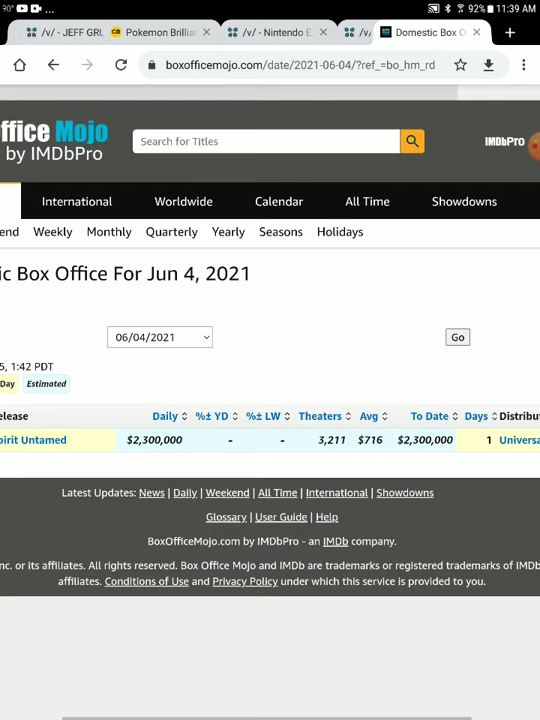 90° ... 92% 11:39 AM
/v/ - JEFF GRU Pokemon Brillian /v/ - Nintendo E /v/ Domestic Box O
boxofficemojo.com/date/2021-06-04/?ref_=bo_hm_rd
ffice Mojo
by IMDbPro
Search for Titles
IMDbPro
International Worldwide Calendar All Time Showdowns
end Weekly Monthly Quarterly Yearly Seasons Holidays
ic Box Office For Jun 4, 2021
06/04/2021 Go
5, 1:42 PDT
Day Estimated
elease Daily %± YD %± LW Theaters Avg To Date Days Distribut
pirit Untamed $2,300,000 - - 3,211 $716 $2,300,000 1 Universa
Latest Updates: News | Daily | Weekend | All Time | International | Showdowns
Glossary | User Guide | Help
BoxOfficeMojo.com by IMDbPro - an IMDb company.
nc. or its affiliates. All rights reserved. Box Office Mojo and IMDb are trademarks or registered trademarks of IMDb
affiliates. Conditions of Use and Privacy Policy under which this service is provided to you.